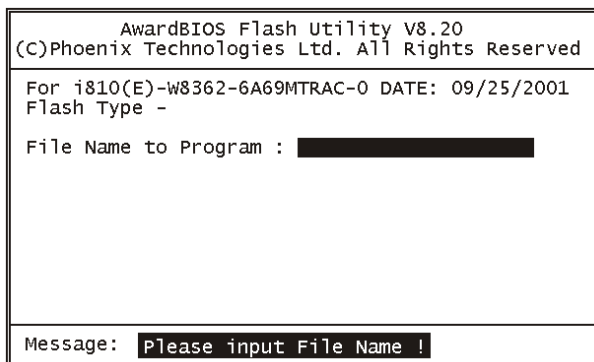 AwardBIOS Flash Utility V8.20
(C)Phoenix Technologies Ltd. All Rights Reserved
For i810(E)-W8362-6A69MTRAC-0 DATE: 09/25/2001
Flash Type -
File Name to Program :
Message: Please input File Name !